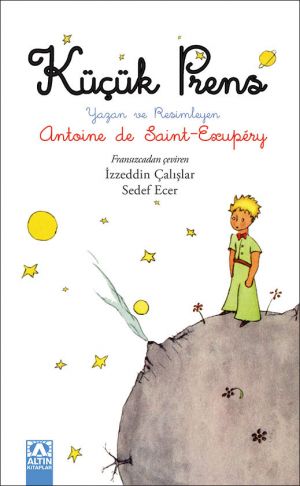 Küçük Prens
Yazan ve Resimleyen
Antoine de Saint-Exupéry
Fransızcadan çeviren
İzzeddin Çalışlar
Sedef Ecer
ALTIN
KİTAPLAR